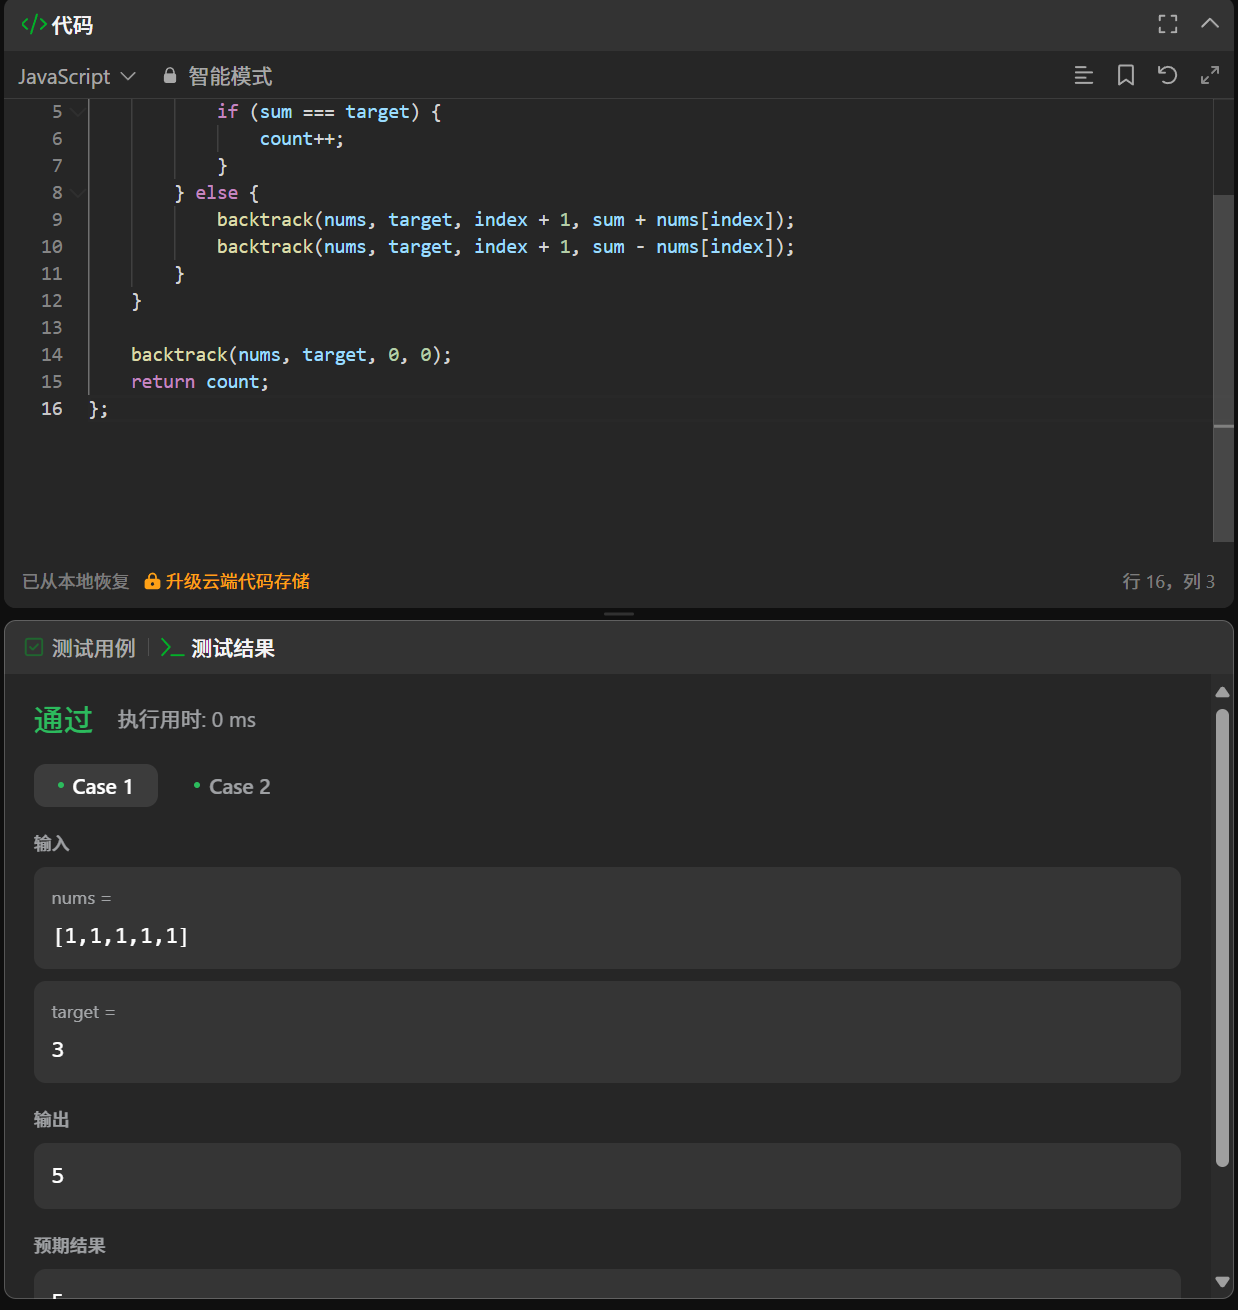 </> 代码
JavaScript 智能模式
5 if (sum === target) {
6 count++;
7 }
8 } else {
9 backtrack(nums, target, index + 1, sum + nums[index]);
10 backtrack(nums, target, index + 1, sum - nums[index]);
11 }
12 }
13
14 backtrack(nums, target, 0, 0);
15 return count;
16 };
已从本地恢复 升级云端代码存储 行 16，列 3
测试用例 >_ 测试结果
通过 执行用时: 0 ms
• Case 1 • Case 2
输入
nums =
[1,1,1,1,1]
target =
3
输出
5
预期结果